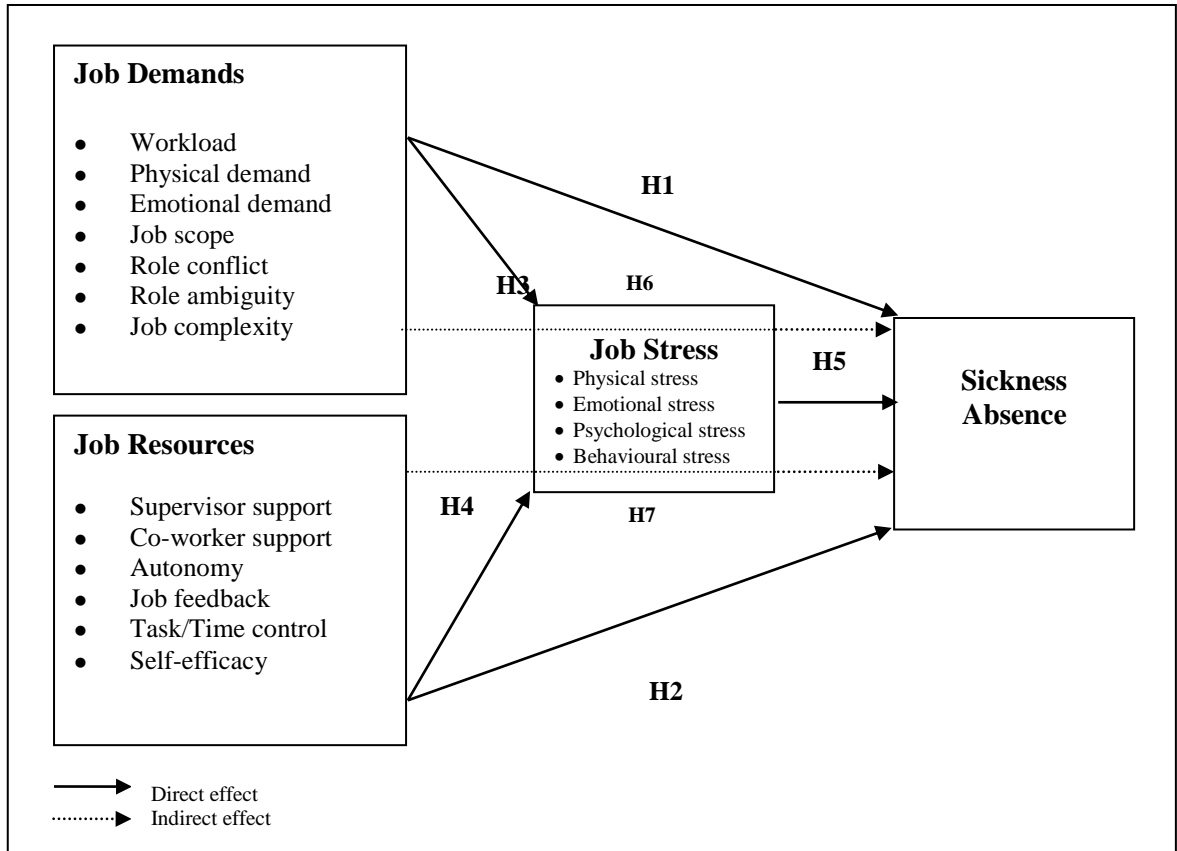 Job Demands
● Workload
● Physical demand
● Emotional demand
● Job scope
● Role conflict
● Role ambiguity
● Job complexity
H1
H3
H6
Job Stress
● Physical stress
● Emotional stress
● Psychological stress
● Behavioural stress
H5
Sickness
Absence
Job Resources
● Supervisor support
● Co-worker support
● Autonomy
● Job feedback
● Task/Time control
● Self-efficacy
H4
H7
H2
Direct effect
Indirect effect